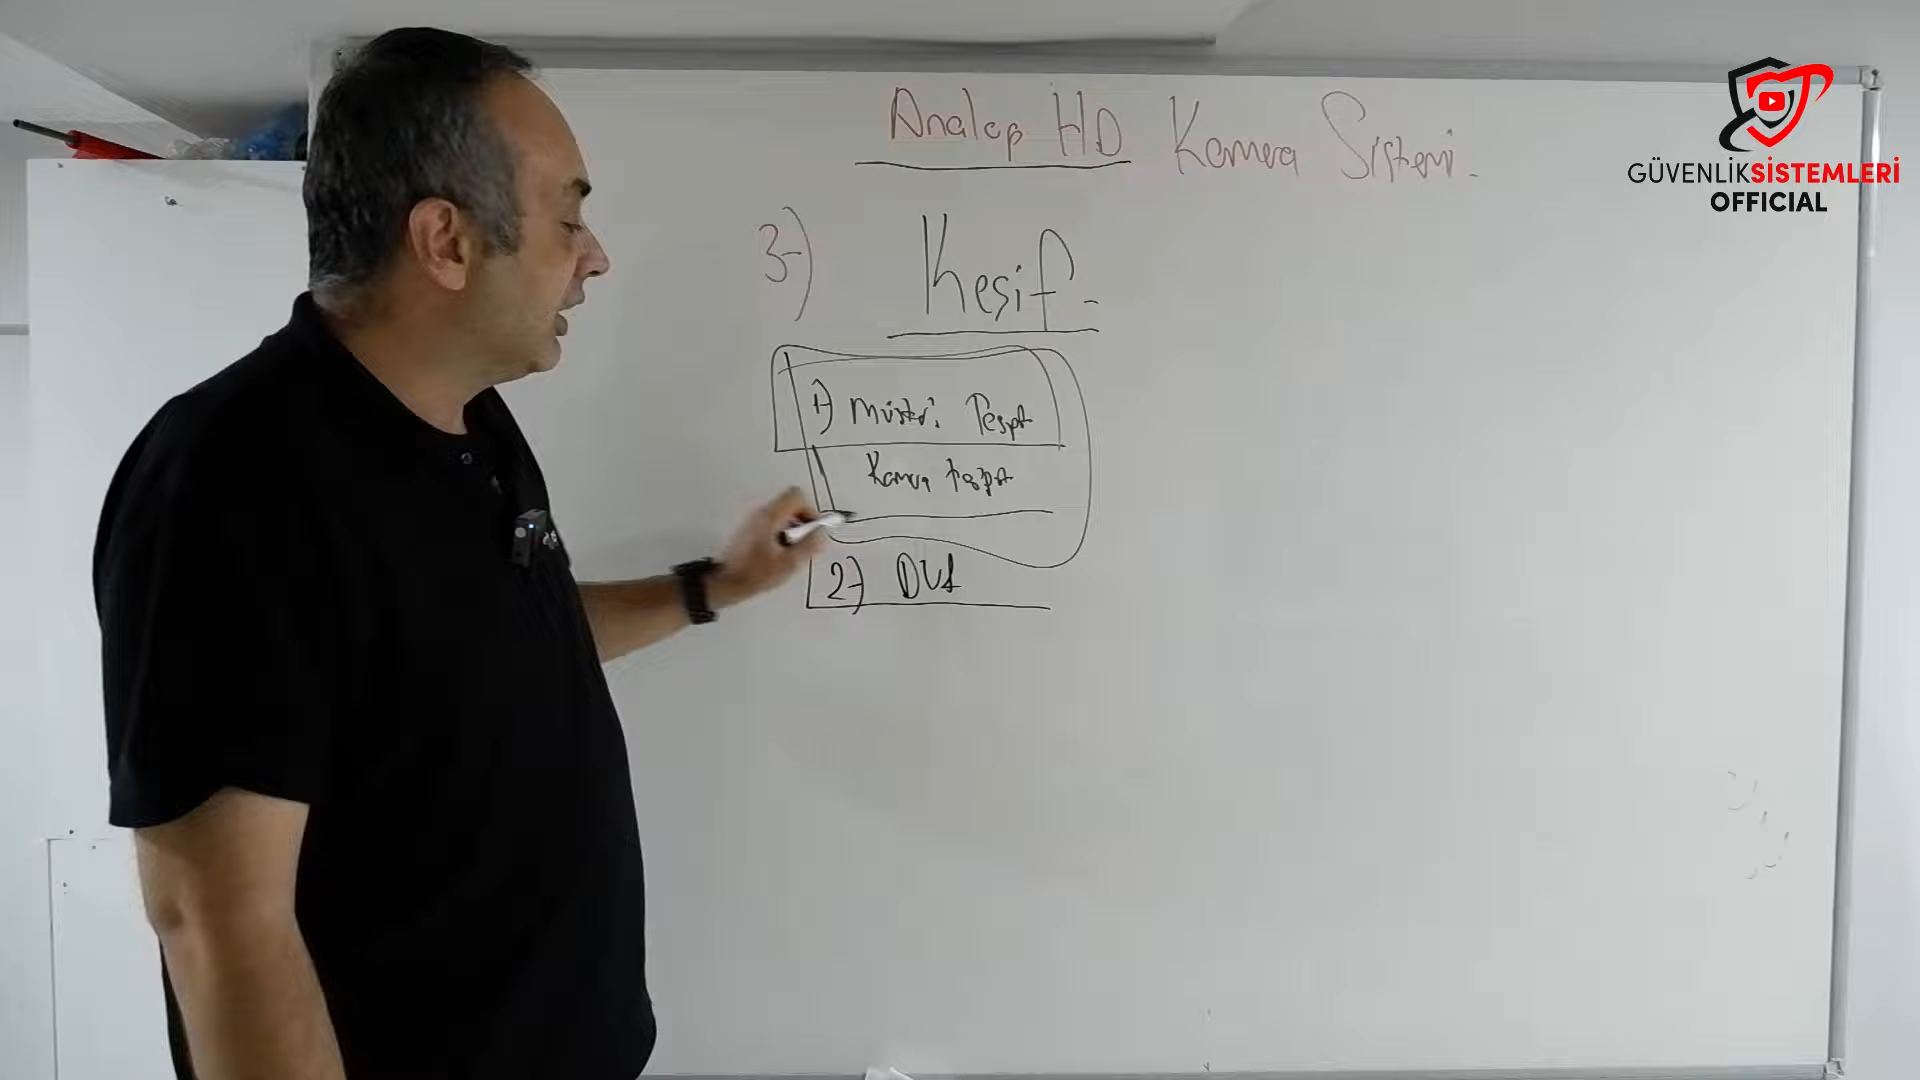 Analog HD Kamera Sistemi.
GÜVENLİKSİSTEMLERİ
OFFICIAL
3-) Keşif-
1) Müşteri Tespit
Kamera tespit
2-) DVR